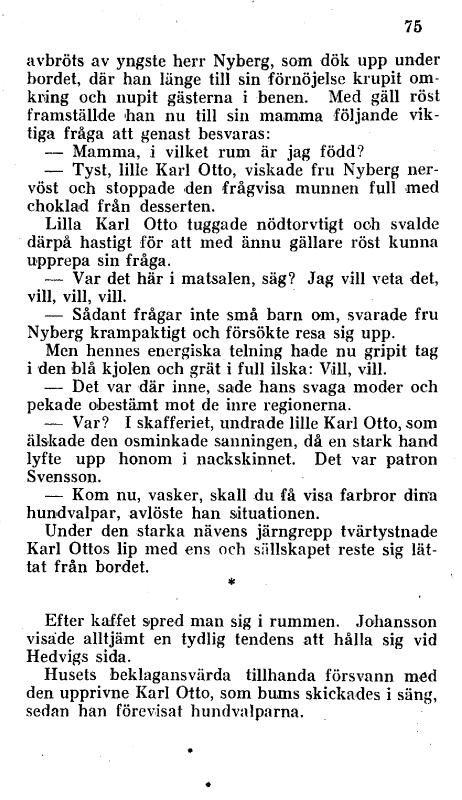 75
avbröts av yngste herr Nyberg, som dök upp under
bordet, där han länge till sin förnöjelse krupit om-
kring och nupit gästerna i benen. Med gäll röst
framställde han nu till sin mamma följande vik-
tiga fråga att genast besvaras:
— Mamma, i vilket rum är jag född?
— Tyst, lille Karl Otto, viskade fru Nyberg ner-
vöst och stoppade den frågvisa munnen full med
choklad från desserten.
Lilla Karl Otto tuggade nödtorvtigt och svalde
därpå hastigt för att med ännu gällare röst kunna
upprepa sin fråga.
— Var det här i matsalen, säg? Jag vill veta det,
vill, vill, vill.
— Sådant frågar inte små barn om, svarade fru
Nyberg krampaktigt och försökte resa sig upp.
Men hennes energiska telning hade nu gripit tag
i den blå kjolen och grät i full ilska: Vill, vill.
— Det var där inne, sade hans svaga moder och
pekade obestämt mot de inre regionerna.
— Var? I skafferiet, undrade lille Karl Otto, som
älskade den osminkade sanningen, då en stark hand
lyfte upp honom i nackskinnet. Det var patron
Svensson.
— Kom nu, vasker, skall du få visa farbror dina
hundvalpar, avlöste han situationen.
Under den starka nävens järngrepp tvärtystnade
Karl Ottos lip med ens och sällskapet reste sig lät-
tat från bordet.
*
Efter kaffet spred man sig i rummen. Johansson
visade alltjämt en tydlig tendens att hålla sig vid
Hedvigs sida.
Husets beklagansvärda tillhanda försvann med
den upprivne Karl Otto, som bums skickades i säng,
sedan han förevisat hundvalparna.